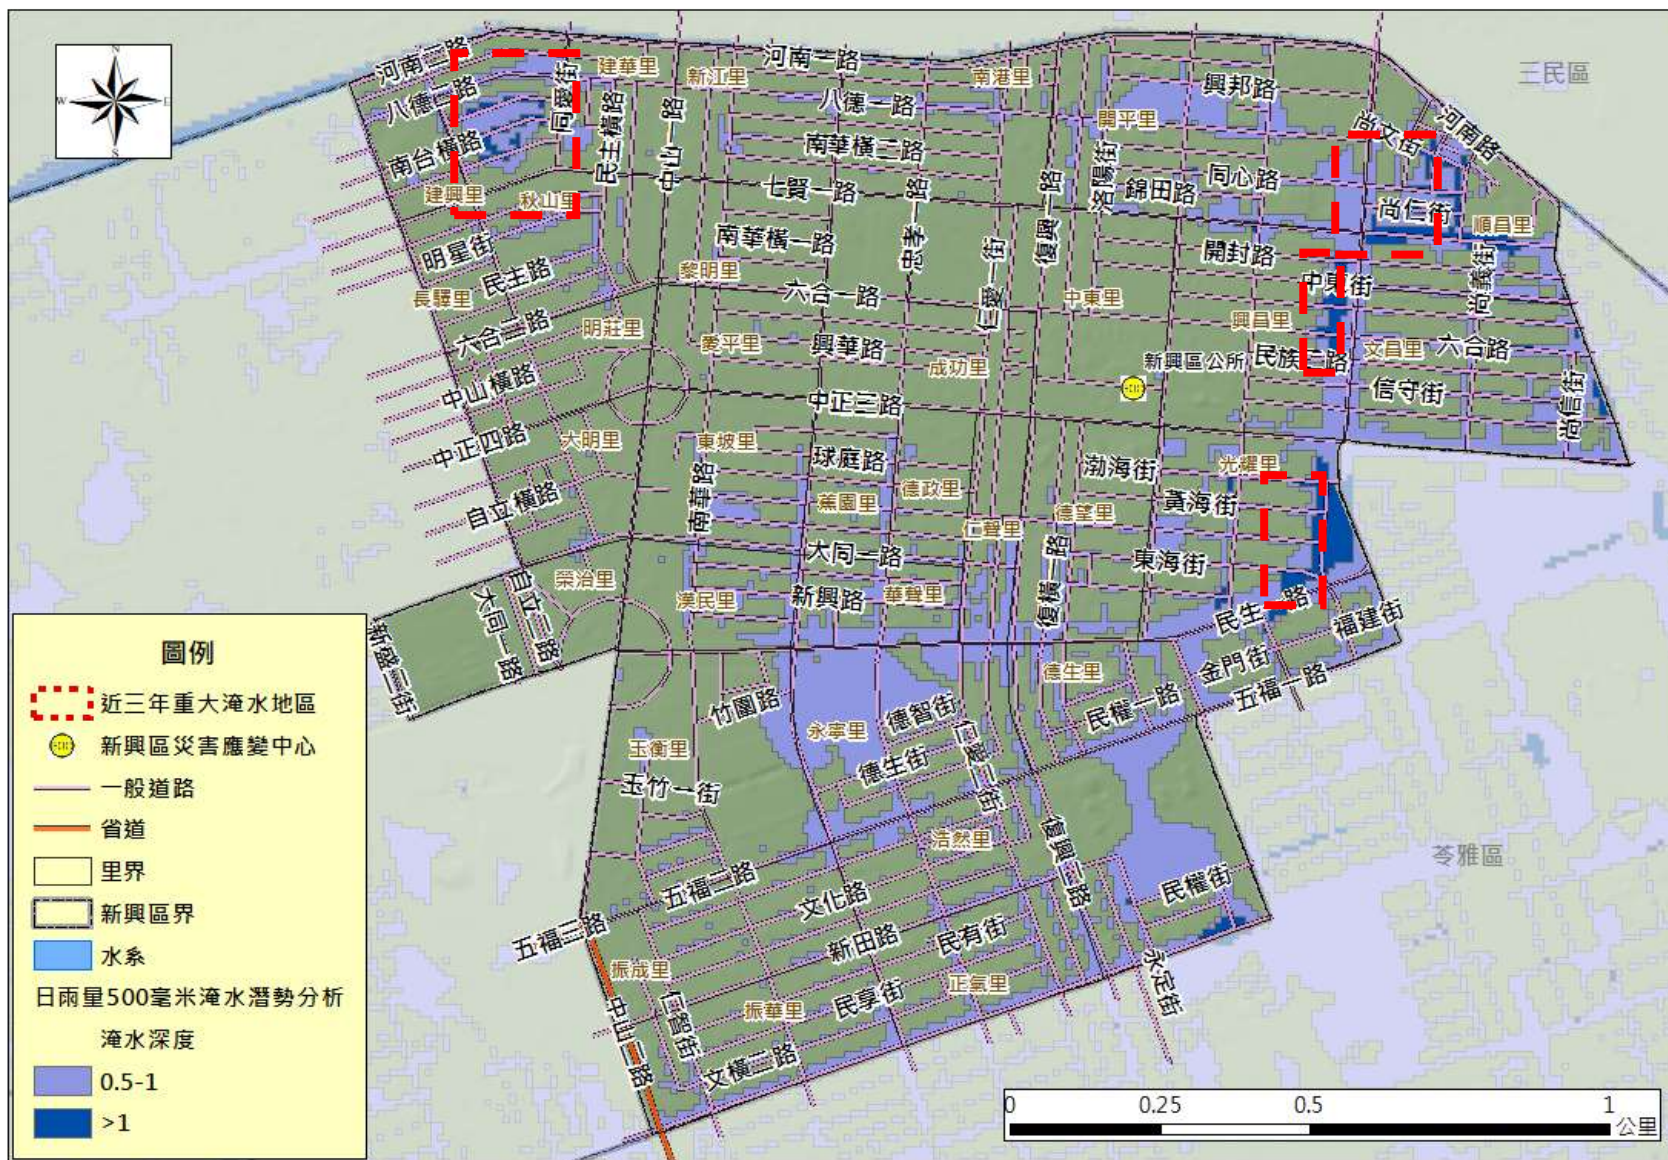 N
W
E
S
河南二路
八德二路
同愛街
建華里
新江里
河南一路
南港里
三民區
興邦路
八德一路
開平里
尚文街
河南路
南台橫路
民主橫路
中山一路
南華橫二路
洛陽街
同心路
錦田路
建興里
秋山里
七賢一路
忠孝一路
復興一路
尚仁街
順昌里
明星街
南華橫一路
仁愛一街
開封路
尚義街
民主路
黎明里
中東街
長驛里
六合一路
中東里
六合二路
明莊里
愛平里
興華路
興昌里
文昌里
六合路
成功里
新興區公所
中山橫路
信守街
尚信街
中正三路
中正四路
大明里
東坡里
球庭路
渤海街
光耀里
自立橫路
南華路
蕉園里
德政里
德望里
仁聲里
大同一路
東海街
榮治里
自立二路
大同一路
漢民里
新興路
華聲里
復橫一路
新盛二街
福建街
金門街
德生里
五福一路
竹圍路
永寧里
德智街
民權一路
仁愛二街
玉衡里
德生街
玉竹一街
復興二路
浩然里
苓雅區
五福二路
文化路
民權街
五福三路
新田路
民有街
永定街
振成里
仁智街
振華里
民享街
正氣里
中山二路
文橫二路
圖例
近三年重大淹水地區
新興區災害應變中心
一般道路
省道
里界
新興區界
水系
日雨量500毫米淹水潛勢分析
淹水深度
0.5-1
>1
0 0.25 0.5 1
公里